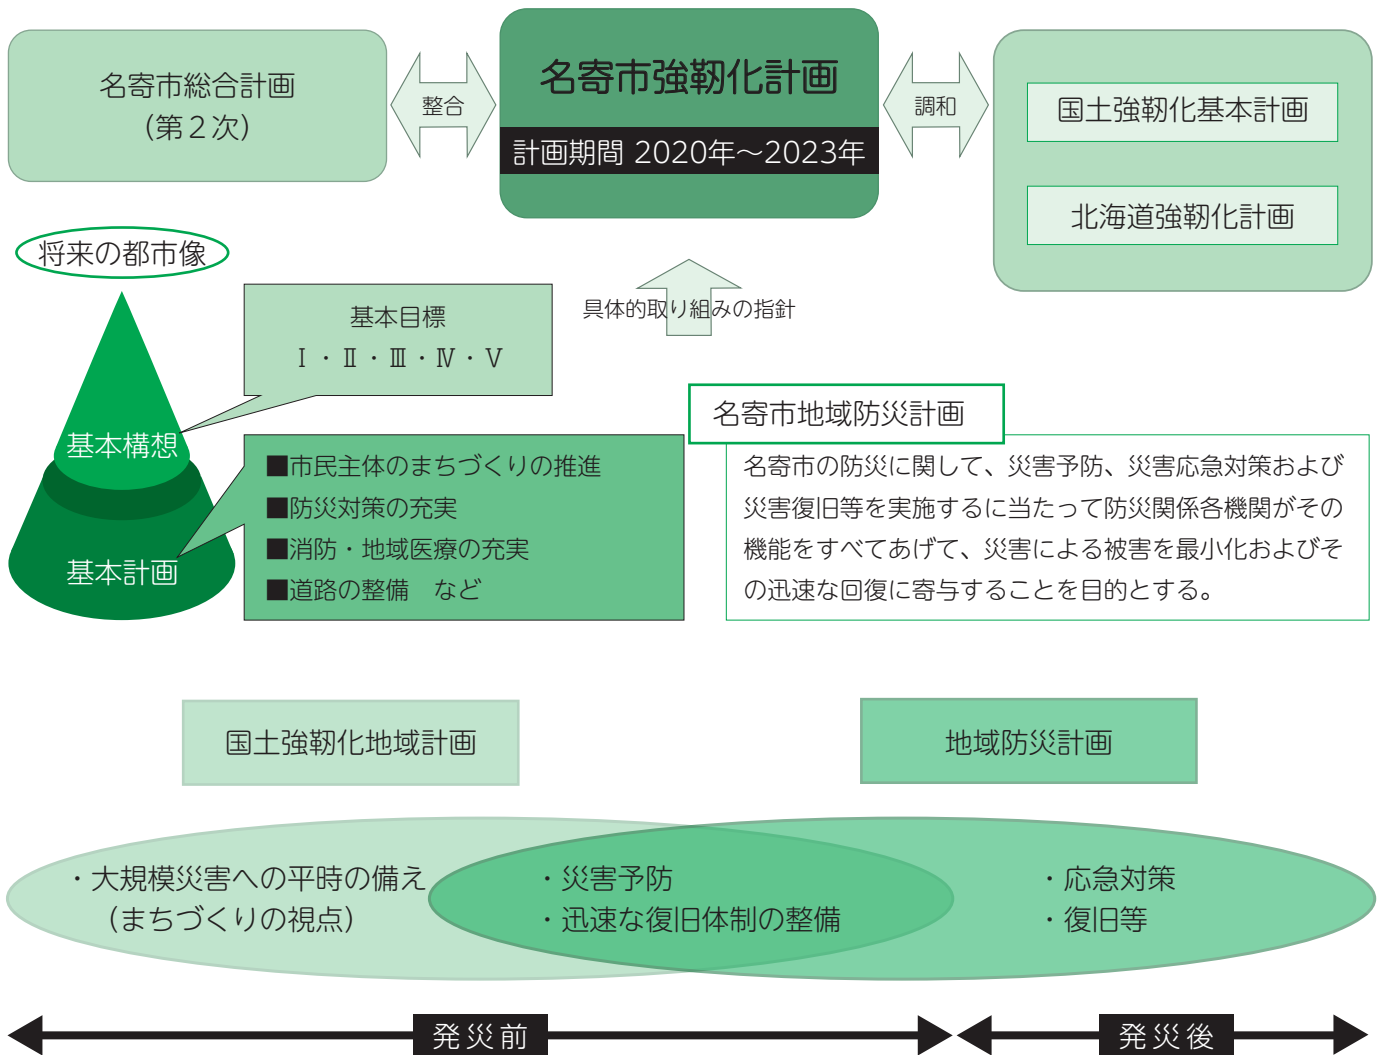 名寄市総合計画
（第２次）
整合
名寄市強靭化計画
計画期間 2020年～2023年
調和
国土強靭化基本計画
北海道強靭化計画
将来の都市像
基本目標
Ⅰ・Ⅱ・Ⅲ・Ⅳ・Ⅴ
具体的取り組みの指針
基本構想
基本計画
■市民主体のまちづくりの推進
■防災対策の充実
■消防・地域医療の充実
■道路の整備　など
名寄市地域防災計画
名寄市の防災に関して、災害予防、災害応急対策および
災害復旧等を実施するに当たって防災関係各機関がその
機能をすべてあげて、災害による被害を最小化およびそ
の迅速な回復に寄与することを目的とする。
国土強靭化地域計画
地域防災計画
・大規模災害への平時の備え
（まちづくりの視点）
・災害予防
・迅速な復旧体制の整備
・応急対策
・復旧等
発災前
発災後